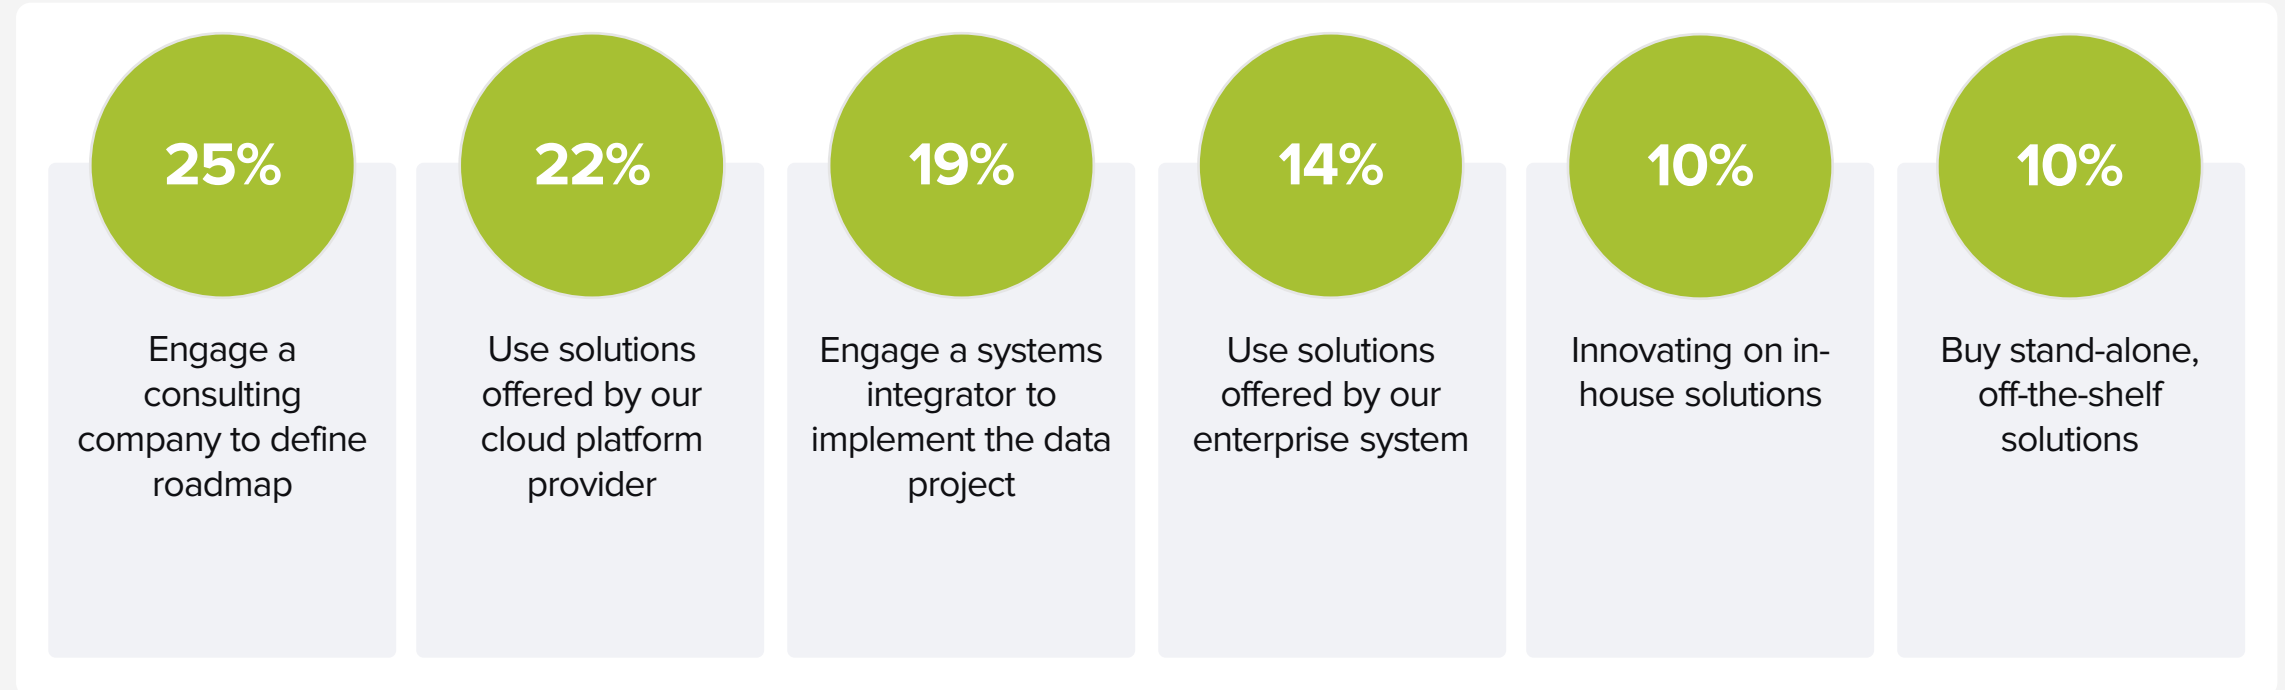 25%
Engage a
consulting
company to define
roadmap
22%
Use solutions
offered by our
cloud platform
provider
19%
Engage a systems
integrator to
implement the data
project
14%
Use solutions
offered by our
enterprise system
10%
Innovating on in-
house solutions
10%
Buy stand-alone,
off-the-shelf
solutions